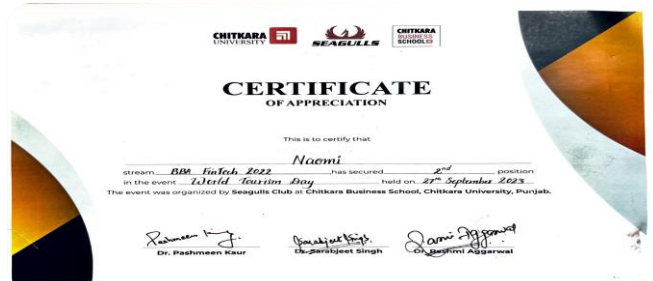 CHITKARA
UNIVERSITY
SEAGULLS
CHITKARA
BUSINESS
SCHOOL
CERTIFICATE
OF APPRECIATION
This is to certify that
Naomi
stream BBA FinTech 2022 has secured 2nd position
in the event World Tourism Day held on 27th September 2023
The event was organized by Seagulls Club at Chitkara Business School, Chitkara University, Punjab.
Dr. Pashmeen Kaur
Dr. Sarabjeet Singh
Dr. Rashmi Aggarwal